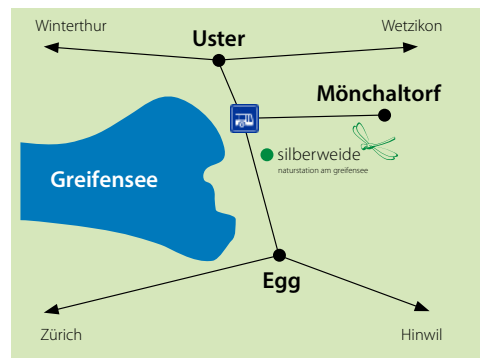 Winterthur
Wetzikon
Uster
Mönchaltorf
silberweide
naturstation am greifensee
Greifensee
Egg
Zürich
Hinwil